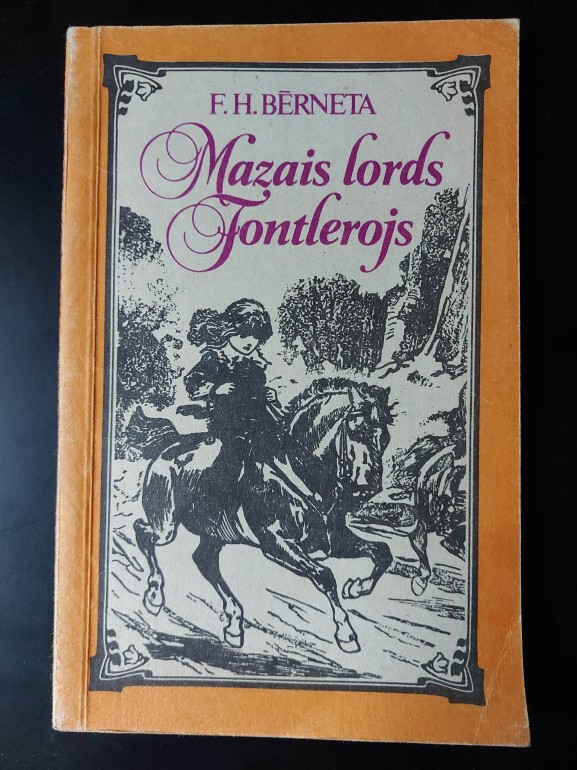 F. H. BĒRNETA
Mazais lords
Fontlerojs